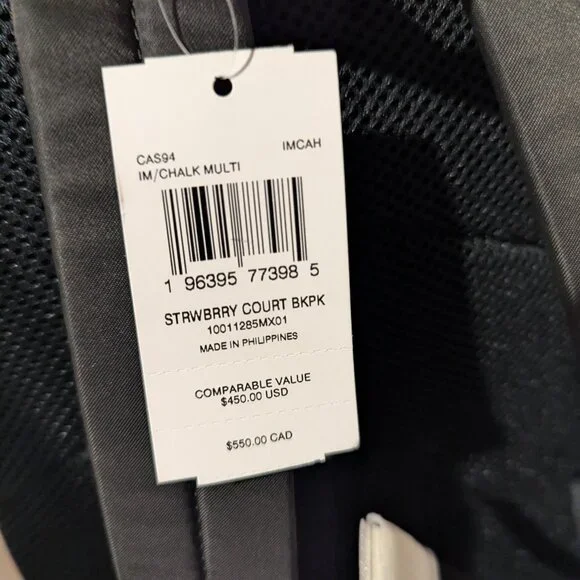 CAS94 IMCAH
IM/CHALK MULTI
1 96395 77398 5
STRWBRRY COURT BKPK
10011285MX01
MADE IN PHILIPPINES
COMPARABLE VALUE
$450.00 USD
$550.00 CAD